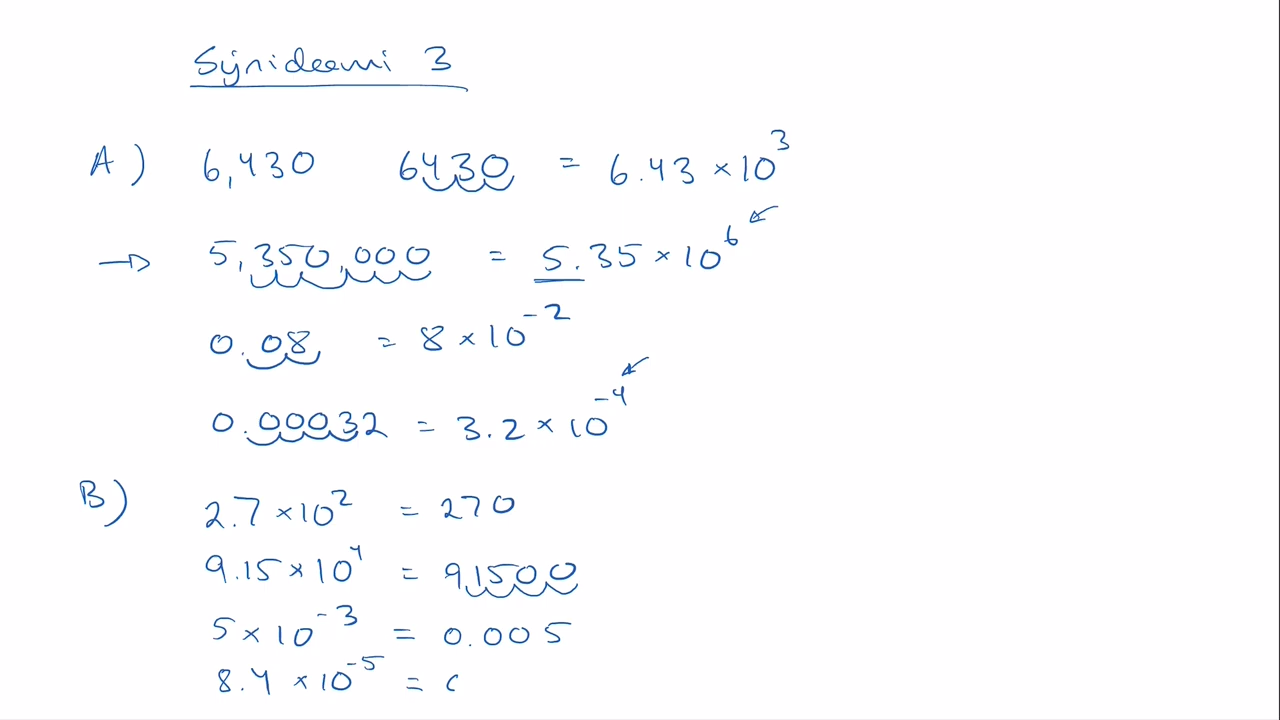 Sýnidæmi 3
A) 6,430 6430 = 6.43 × 10³
→ 5,350,000 = 5.35 × 10⁶
0.08 = 8 × 10⁻²
0.00032 = 3.2 × 10⁻⁴
B) 2.7 × 10² = 270
9.15 × 10⁴ = 91500
5 × 10⁻³ = 0.005
8.4 × 10⁻⁵ =